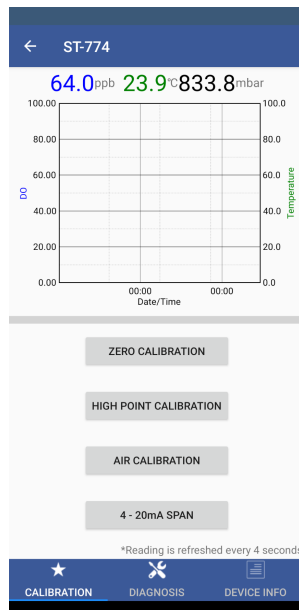 ← ST-774
64.0ppb 23.9°C833.8mbar
100.00 100.0
80.00 80.0
60.00 60.0
DO Temperature
40.00 40.0
20.00 20.0
0.00 0.0
00:00 00:00
Date/Time
ZERO CALIBRATION
HIGH POINT CALIBRATION
AIR CALIBRATION
4 - 20mA SPAN
*Reading is refreshed every 4 seconds
CALIBRATION DIAGNOSIS DEVICE INFO